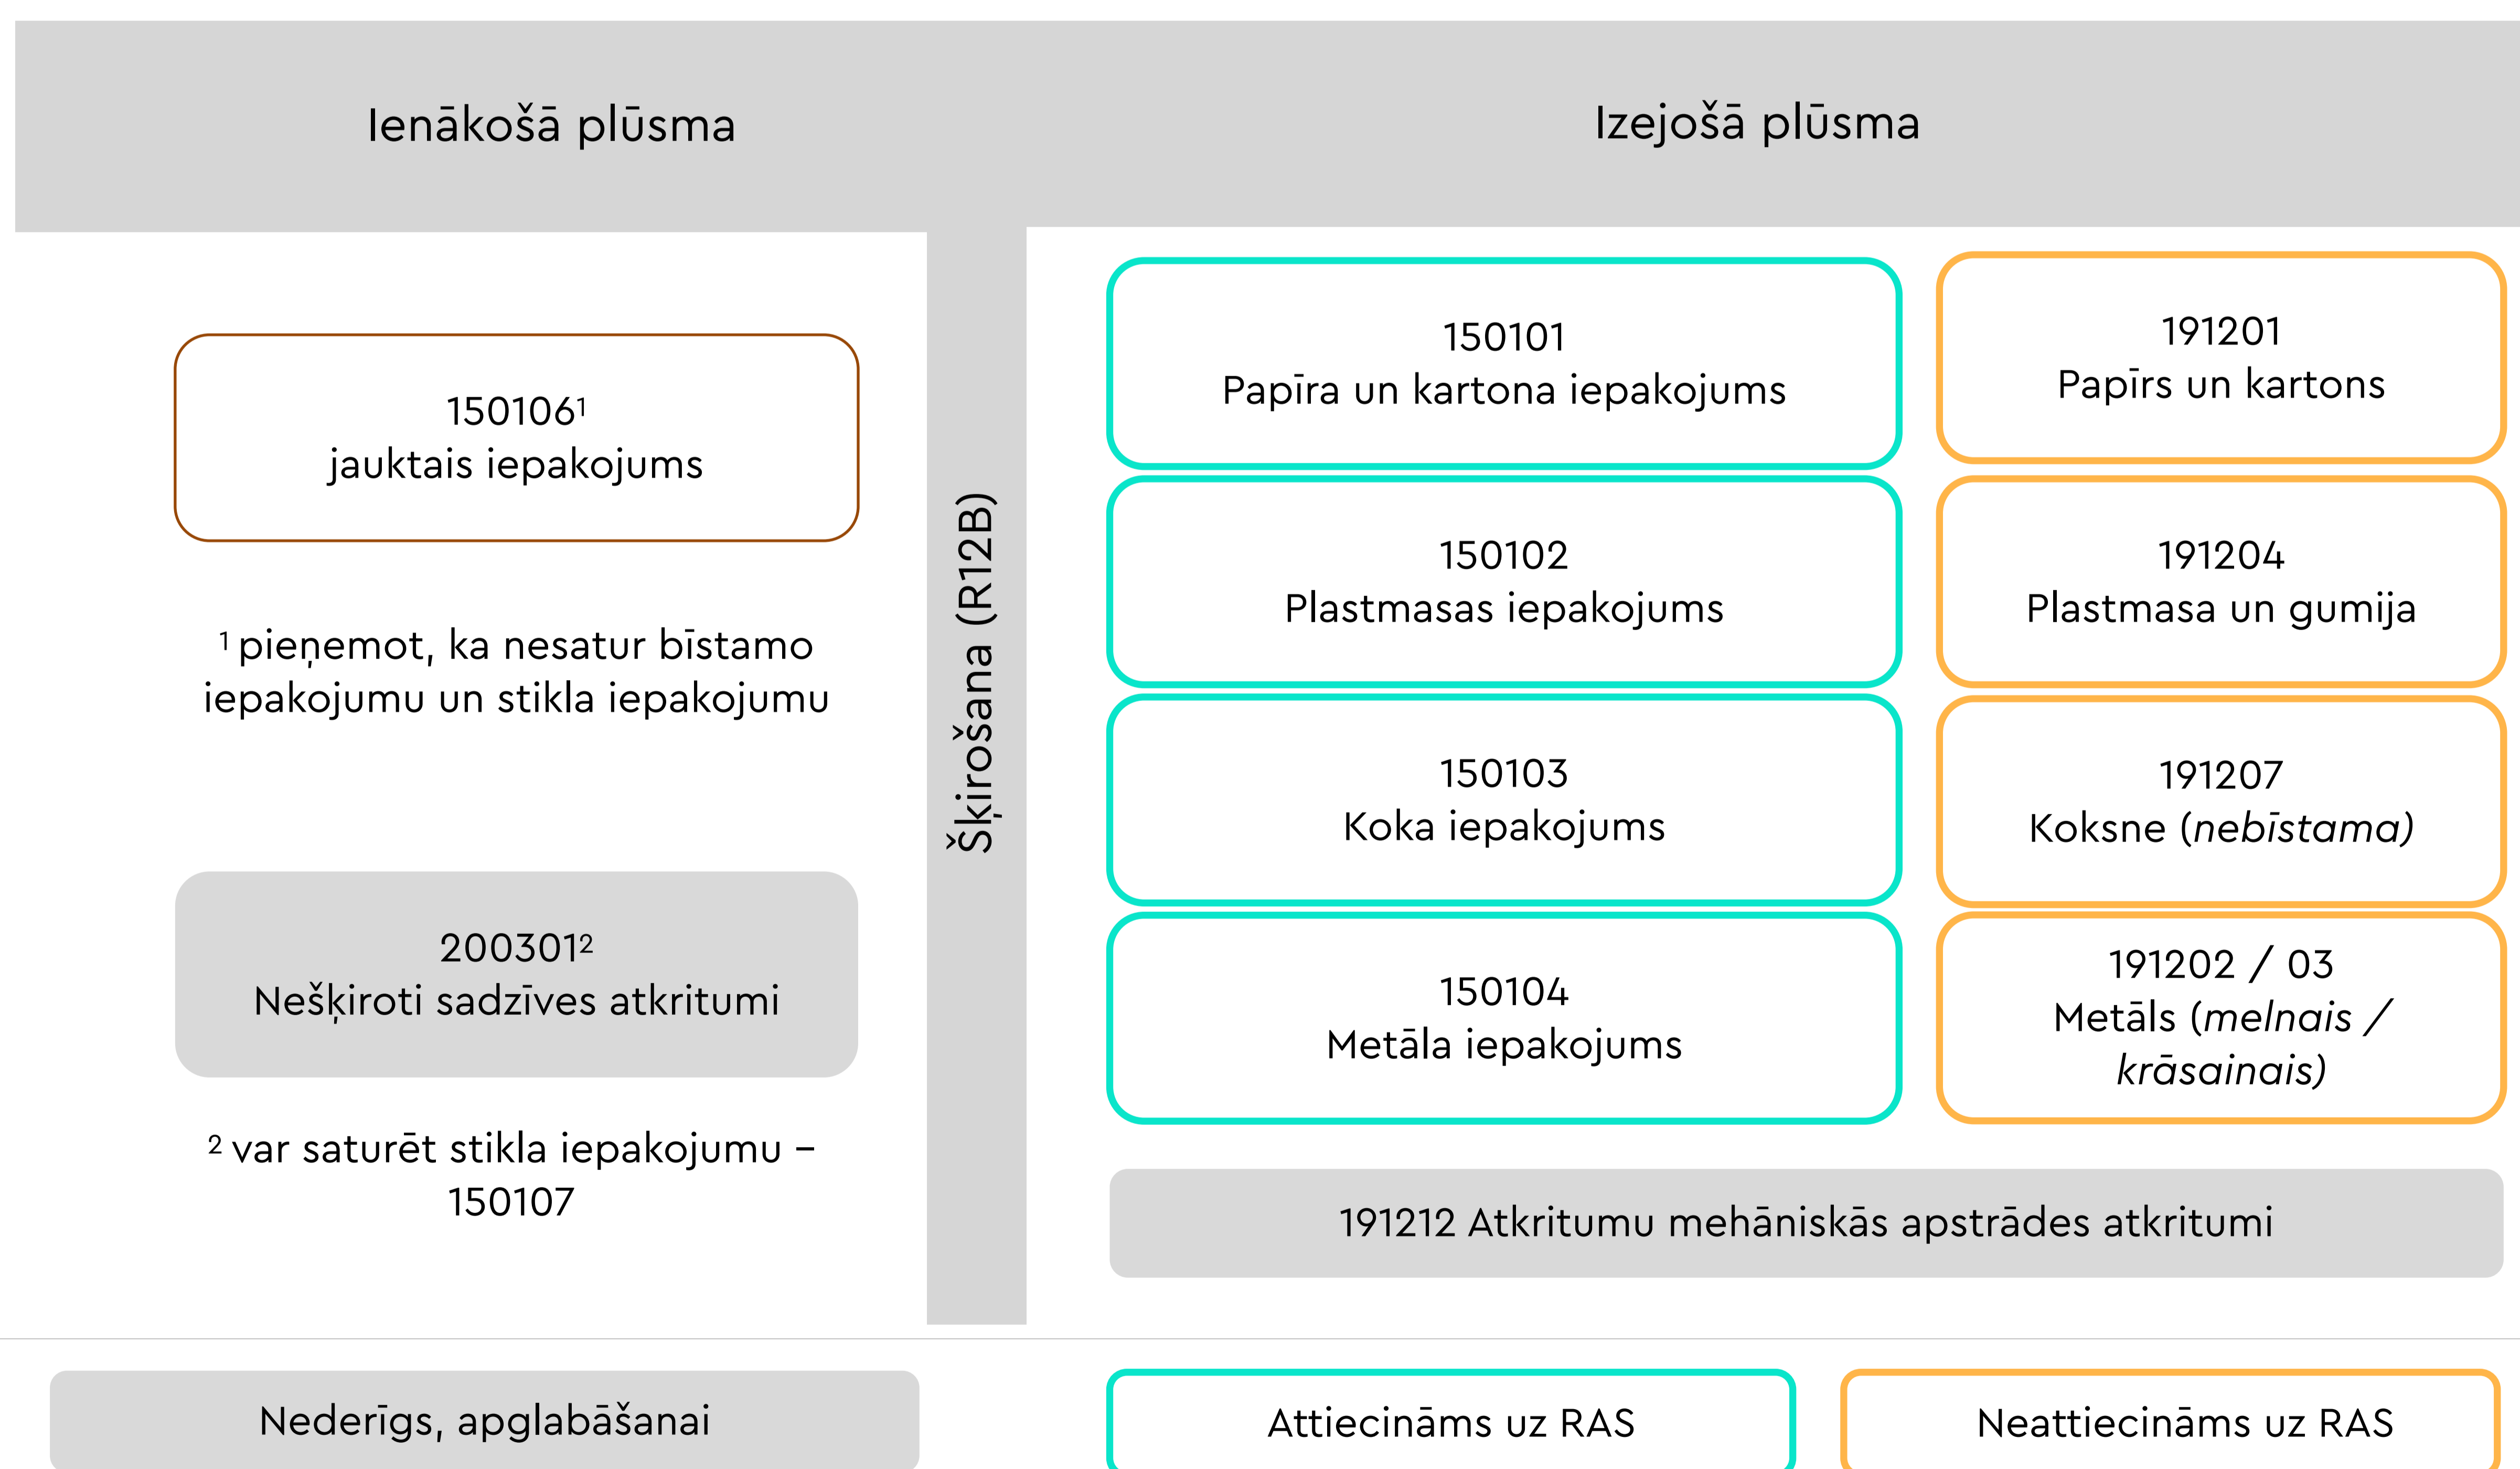 Ienākošā plūsma
Izejošā plūsma
150106¹
jauktais iepakojums
¹ pieņemot, ka nesatur bīstamo
iepakojumu un stikla iepakojumu
200301²
Nešķiroti sadzīves atkritumi
² var saturēt stikla iepakojumu –
150107
Šķirošana (R12B)
150101
Papīra un kartona iepakojums
191201
Papīrs un kartons
150102
Plastmasas iepakojums
191204
Plastmasa un gumija
150103
Koka iepakojums
191207
Koksne (nebīstama)
150104
Metāla iepakojums
191202 / 03
Metāls (melnais /
krāsainais)
191212 Atkritumu mehāniskās apstrādes atkritumi
Nederīgs, apglabāšanai
Attiecināms uz RAS
Neattiecināms uz RAS